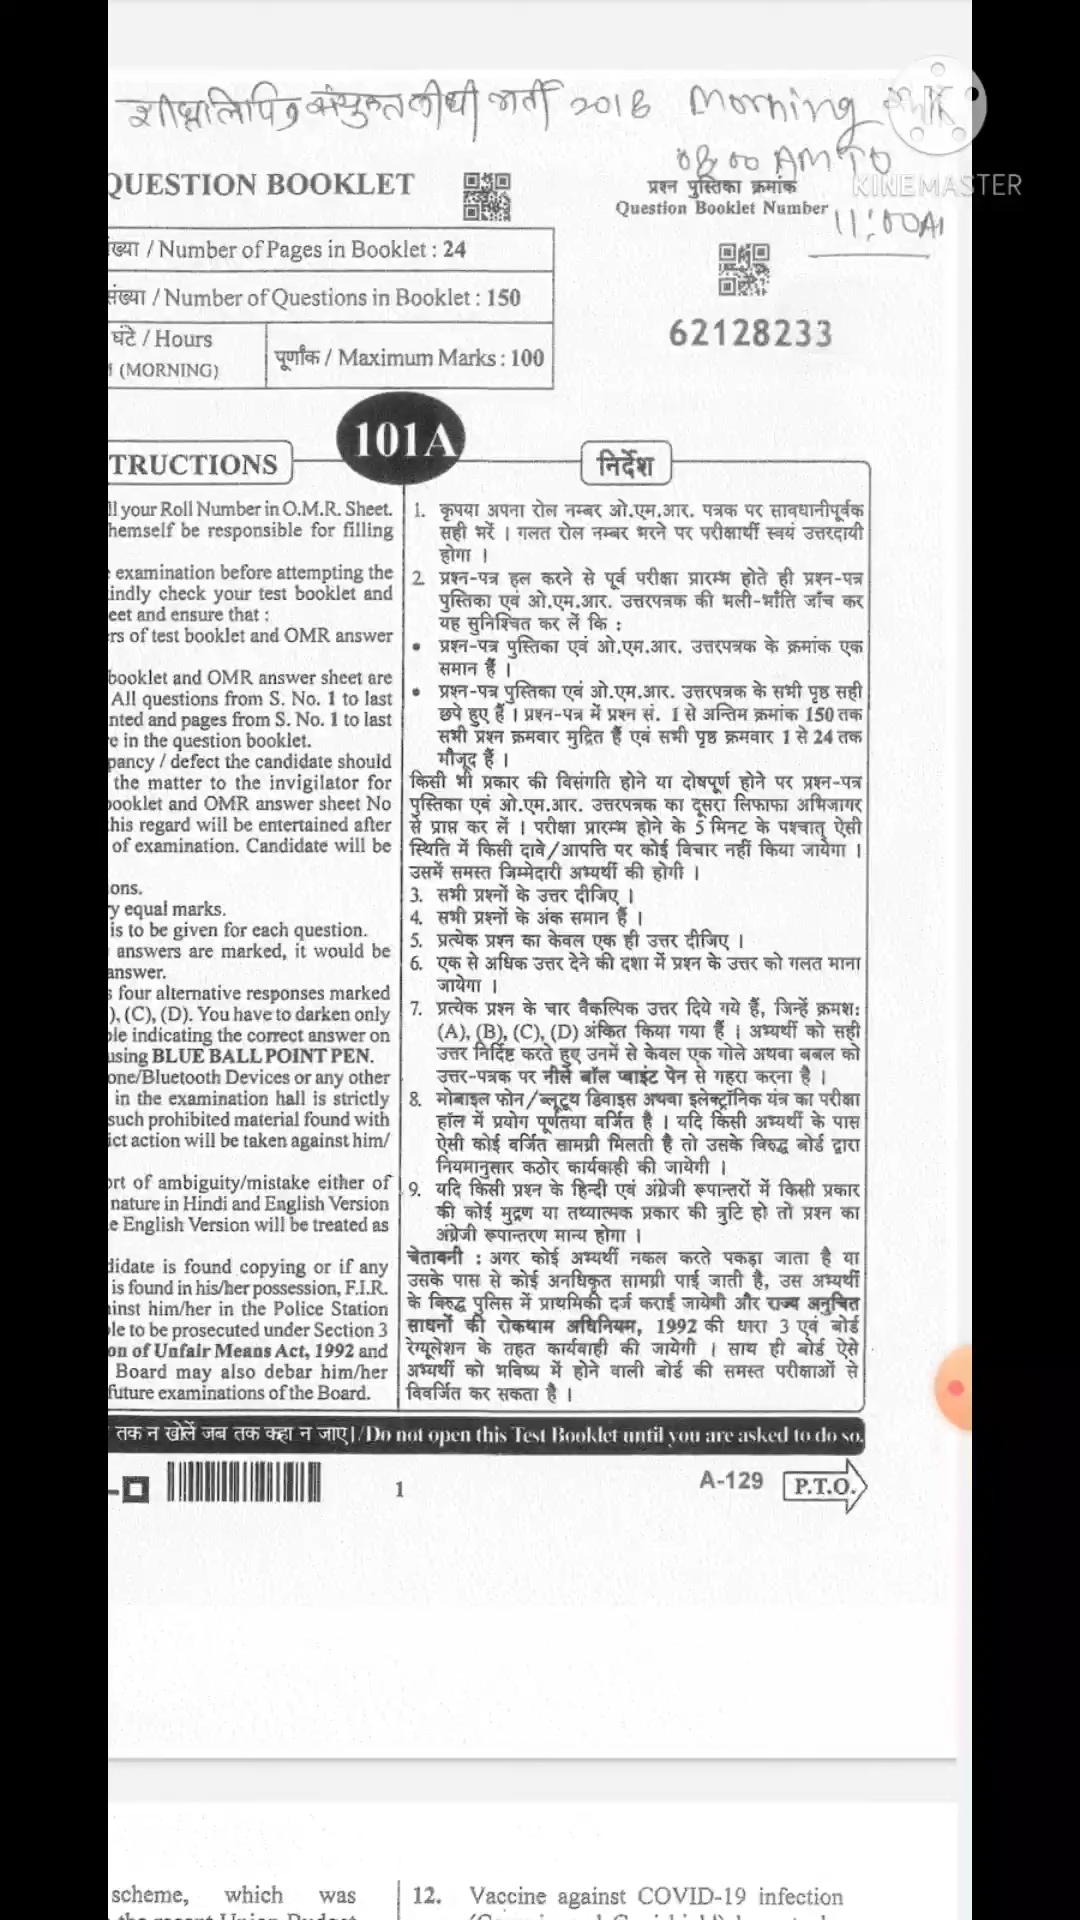 शीघ्रलिपिक संयुक्त सीधी भर्ती 2018 Morning
08:00 AM TO
11:00AM
KINEMASTER
QUESTION BOOKLET
प्रश्न पुस्तिका क्रमांक
Question Booklet Number
62128233
ख्या / Number of Pages in Booklet : 24
संख्या / Number of Questions in Booklet : 150
घंटे / Hours
(MORNING)
पूर्णांक / Maximum Marks : 100
101A
TRUCTIONS
ll your Roll Number in O.M.R. Sheet.
hemself be responsible for filling
examination before attempting the
indly check your test booklet and
eet and ensure that :
rs of test booklet and OMR answer
booklet and OMR answer sheet are
All questions from S. No. 1 to last
nted and pages from S. No. 1 to last
e in the question booklet.
pancy / defect the candidate should
the matter to the invigilator for
booklet and OMR answer sheet No
his regard will be entertained after
of examination. Candidate will be
ons.
y equal marks.
is to be given for each question.
answers are marked, it would be
answer.
s four alternative responses marked
), (C), (D). You have to darken only
le indicating the correct answer on
using BLUE BALL POINT PEN.
one/Bluetooth Devices or any other
in the examination hall is strictly
such prohibited material found with
ict action will be taken against him/
rt of ambiguity/mistake either of
nature in Hindi and English Version
e English Version will be treated as
didate is found copying or if any
is found in his/her possession, F.I.R.
inst him/her in the Police Station
le to be prosecuted under Section 3
on of Unfair Means Act, 1992 and
Board may also debar him/her
future examinations of the Board.
निर्देश
1. कृपया अपना रोल नम्बर ओ.एम.आर. पत्रक पर सावधानीपूर्वक
सही भरें । गलत रोल नम्बर भरने पर परीक्षार्थी स्वयं उत्तरदायी
होगा ।
2. प्रश्न-पत्र हल करने से पूर्व परीक्षा प्रारम्भ होते ही प्रश्न-पत्र
पुस्तिका एवं ओ.एम.आर. उत्तरपत्रक की भली-भाँति जाँच कर
यह सुनिश्चित कर लें कि :
• प्रश्न-पत्र पुस्तिका एवं ओ.एम.आर. उत्तरपत्रक के क्रमांक एक
समान हैं ।
• प्रश्न-पत्र पुस्तिका एवं ओ.एम.आर. उत्तरपत्रक के सभी पृष्ठ सही
छपे हुए हैं । प्रश्न-पत्र में प्रश्न सं. 1 से अन्तिम क्रमांक 150 तक
सभी प्रश्न क्रमवार मुद्रित हैं एवं सभी पृष्ठ क्रमवार 1 से 24 तक
मौजूद हैं ।
किसी भी प्रकार की विसंगति होने या दोषपूर्ण होने पर प्रश्न-पत्र
पुस्तिका एवं ओ.एम.आर. उत्तरपत्रक का दूसरा लिफाफा अभिजागर
से प्राप्त कर लें । परीक्षा प्रारम्भ होने के 5 मिनट के पश्चात् ऐसी
स्थिति में किसी दावे/आपत्ति पर कोई विचार नहीं किया जायेगा ।
उसमें समस्त जिम्मेदारी अभ्यर्थी की होगी ।
3. सभी प्रश्नों के उत्तर दीजिए ।
4. सभी प्रश्नों के अंक समान हैं ।
5. प्रत्येक प्रश्न का केवल एक ही उत्तर दीजिए ।
6. एक से अधिक उत्तर देने की दशा में प्रश्न के उत्तर को गलत माना
जायेगा ।
7. प्रत्येक प्रश्न के चार वैकल्पिक उत्तर दिये गये हैं, जिन्हें क्रमश:
(A), (B), (C), (D) अंकित किया गया हैं । अभ्यर्थी को सही
उत्तर निर्दिष्ट करते हुए उनमें से केवल एक गोले अथवा बबल को
उत्तर-पत्रक पर नीले बॉल प्वाइंट पेन से गहरा करना है ।
8. मोबाइल फोन/ब्लूटूथ डिवाइस अथवा इलेक्ट्रॉनिक यंत्र का परीक्षा
हॉल में प्रयोग पूर्णतया वर्जित है । यदि किसी अभ्यर्थी के पास
ऐसी कोई वर्जित सामग्री मिलती है तो उसके विरुद्ध बोर्ड द्वारा
नियमानुसार कठोर कार्यवाही की जायेगी ।
9. यदि किसी प्रश्न के हिन्दी एवं अंग्रेजी रूपान्तरों में किसी प्रकार
की कोई मुद्रण या तथ्यात्मक प्रकार की त्रुटि हो तो प्रश्न का
अंग्रेजी रूपान्तरण मान्य होगा ।
चेतावनी : अगर कोई अभ्यर्थी नकल करते पकड़ा जाता है या
उसके पास से कोई अनधिकृत सामग्री पाई जाती है, उस अभ्यर्थी
के विरुद्ध पुलिस में प्राथमिकी दर्ज कराई जायेगी और राज्य अनुचित
साधनों की रोकथाम अधिनियम, 1992 की धारा 3 एवं बोर्ड
रेग्यूलेशन के तहत कार्यवाही की जायेगी । साथ ही बोर्ड ऐसे
अभ्यर्थी को भविष्य में होने वाली बोर्ड की समस्त परीक्षाओं से
विवर्जित कर सकता है ।
तक न खोलें जब तक कहा न जाए।/Do not open this Test Booklet until you are asked to do so.
1
A-129
P.T.O.
scheme, which was
12. Vaccine against COVID-19 infection